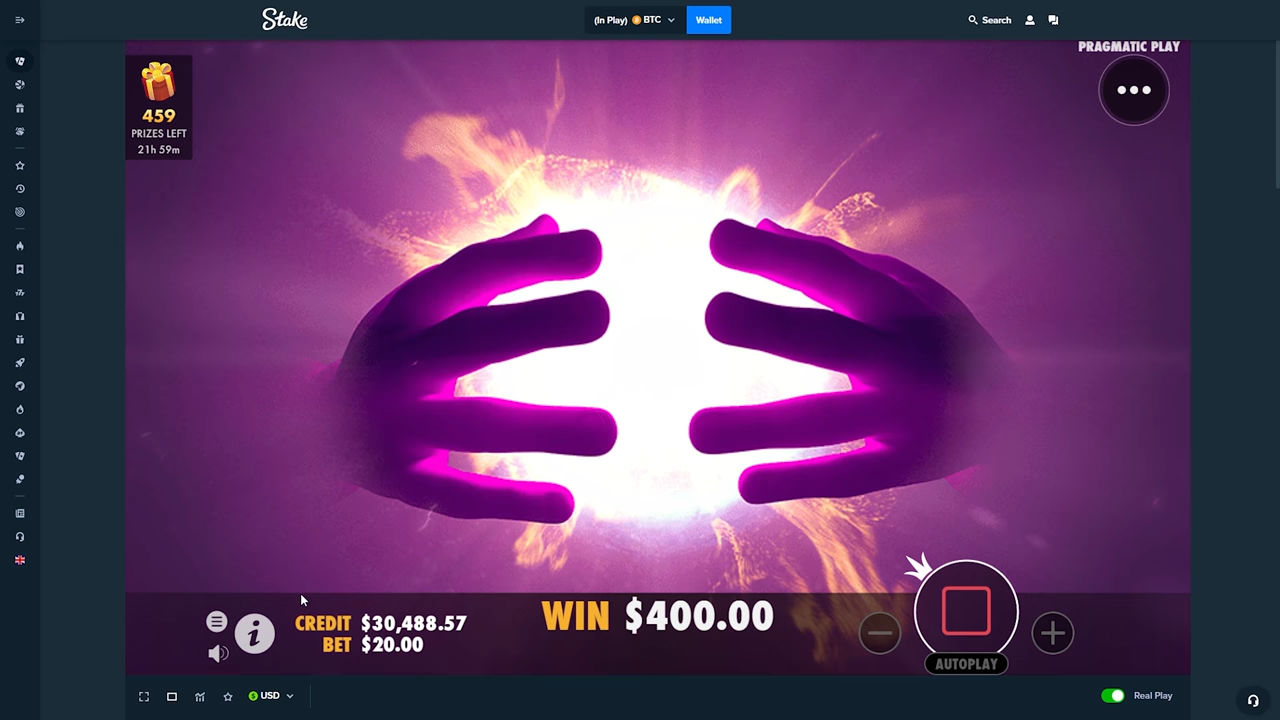 Stake
(In Play) BTC
Wallet
Search
PRAGMATIC PLAY
459
PRIZES LEFT
21h 59m
CREDIT $30,488.57
BET $20.00
WIN $400.00
AUTOPLAY
USD
Real Play